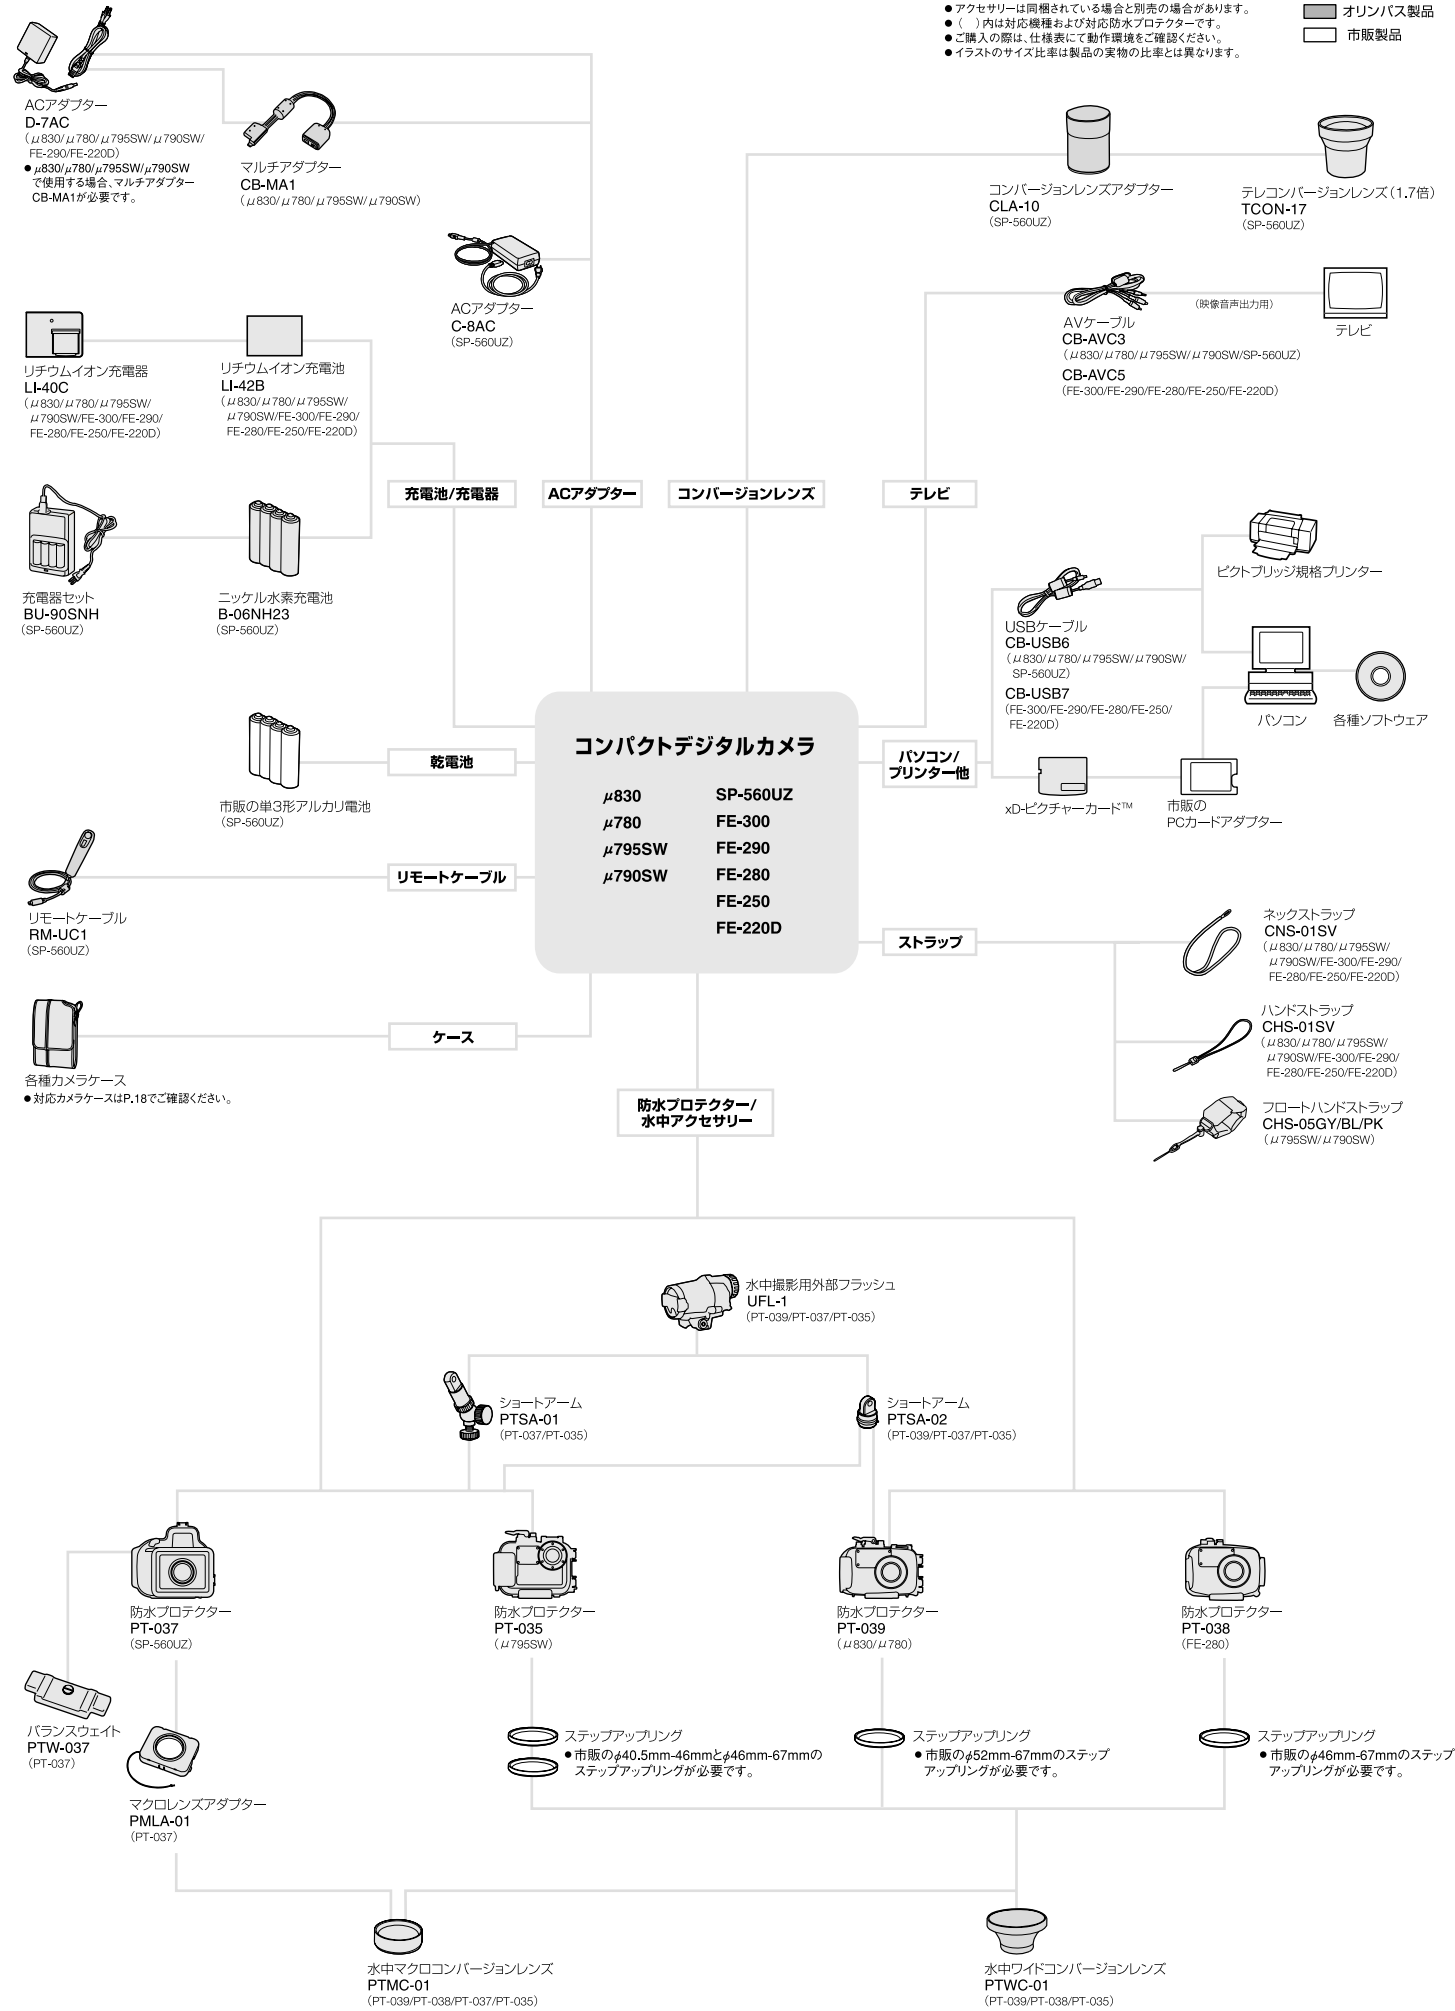 ●アクセサリーは同梱されている場合と別売の場合があります。
●（　）内は対応機種および対応防水プロテクターです。
●ご購入の際は、仕様表にて動作環境をご確認ください。
●イラストのサイズ比率は製品の実物の比率とは異なります。
オリンパス製品
市販製品
ACアダプター
D-7AC
（μ830/μ780/μ795SW/μ790SW/
FE-290/FE-220D）
●μ830/μ780/μ795SW/μ790SW
で使用する場合、マルチアダプター
CB-MA1が必要です。
マルチアダプター
CB-MA1
（μ830/μ780/μ795SW/μ790SW）
ACアダプター
C-8AC
（SP-560UZ）
コンバージョンレンズアダプター
CLA-10
（SP-560UZ）
テレコンバージョンレンズ（1.7倍）
TCON-17
（SP-560UZ）
AVケーブル
CB-AVC3
（μ830/μ780/μ795SW/μ790SW/SP-560UZ）
CB-AVC5
（FE-300/FE-290/FE-280/FE-250/FE-220D）
（映像音声出力用）
テレビ
リチウムイオン充電器
LI-40C
（μ830/μ780/μ795SW/
μ790SW/FE-300/FE-290/
FE-280/FE-250/FE-220D）
リチウムイオン充電池
LI-42B
（μ830/μ780/μ795SW/
μ790SW/FE-300/FE-290/
FE-280/FE-250/FE-220D）
充電池/充電器
ACアダプター
コンバージョンレンズ
テレビ
充電器セット
BU-90SNH
（SP-560UZ）
ニッケル水素充電池
B-06NH23
（SP-560UZ）
ピクトブリッジ規格プリンター
USBケーブル
CB-USB6
（μ830/μ780/μ795SW/μ790SW/
SP-560UZ）
CB-USB7
（FE-300/FE-290/FE-280/FE-250/
FE-220D）
パソコン
各種ソフトウェア
コンパクトデジタルカメラ
μ830
μ780
μ795SW
μ790SW
SP-560UZ
FE-300
FE-290
FE-280
FE-250
FE-220D
乾電池
市販の単3形アルカリ電池
（SP-560UZ）
パソコン/
プリンター他
xD-ピクチャーカード™
市販の
PCカードアダプター
リモートケーブル
リモートケーブル
RM-UC1
（SP-560UZ）
ストラップ
ネックストラップ
CNS-01SV
（μ830/μ780/μ795SW/
μ790SW/FE-300/FE-290/
FE-280/FE-250/FE-220D）
ハンドストラップ
CHS-01SV
（μ830/μ780/μ795SW/
μ790SW/FE-300/FE-290/
FE-280/FE-250/FE-220D）
フロートハンドストラップ
CHS-05GY/BL/PK
（μ795SW/μ790SW）
ケース
各種カメラケース
●対応カメラケースはP.18でご確認ください。
防水プロテクター/
水中アクセサリー
水中撮影用外部フラッシュ
UFL-1
（PT-039/PT-037/PT-035）
ショートアーム
PTSA-01
（PT-037/PT-035）
ショートアーム
PTSA-02
（PT-039/PT-037/PT-035）
防水プロテクター
PT-037
（SP-560UZ）
防水プロテクター
PT-035
（μ795SW）
防水プロテクター
PT-039
（μ830/μ780）
防水プロテクター
PT-038
（FE-280）
バランスウェイト
PTW-037
（PT-037）
マクロレンズアダプター
PMLA-01
（PT-037）
ステップアップリング
●市販のφ40.5mm-46mmとφ46mm-67mmの
ステップアップリングが必要です。
ステップアップリング
●市販のφ52mm-67mmのステップ
アップリングが必要です。
ステップアップリング
●市販のφ46mm-67mmのステップ
アップリングが必要です。
水中マクロコンバージョンレンズ
PTMC-01
（PT-039/PT-038/PT-037/PT-035）
水中ワイドコンバージョンレンズ
PTWC-01
（PT-039/PT-038/PT-035）